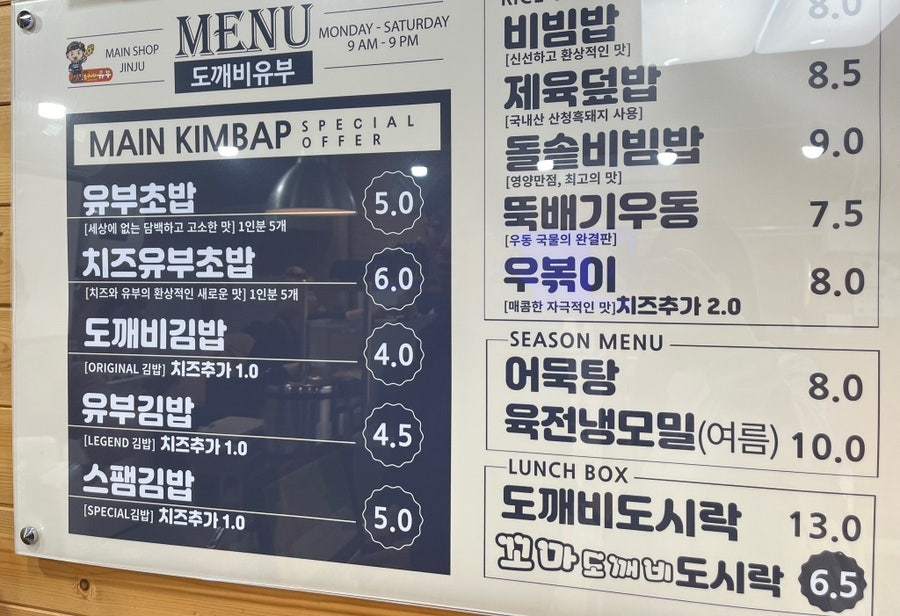 MAIN SHOP
JINJU
MENU
도깨비유부
MONDAY - SATURDAY
9 AM - 9 PM
MAIN KIMBAP SPECIAL OFFER
유부초밥 5.0
[세상에 없는 담백하고 고소한 맛] 1인분 5개
치즈유부초밥 6.0
[치즈와 유부의 환상적인 새로운 맛] 1인분 5개
도깨비김밥 4.0
[ORIGINAL 김밥] 치즈추가 1.0
유부김밥 4.5
[LEGEND 김밥] 치즈추가 1.0
스팸김밥 5.0
[SPECIAL김밥] 치즈추가 1.0
8.0
비빔밥 8.5
[신선하고 환상적인 맛]
제육덮밥
[국내산 산청흑돼지 사용]
돌솥비빔밥 9.0
[영양만점, 최고의 맛]
뚝배기우동 7.5
[우동 국물의 완결판]
우볶이 8.0
[매콤한 자극적인 맛]치즈추가 2.0
SEASON MENU
어묵탕 8.0
육전냉모밀(여름) 10.0
LUNCH BOX
도깨비도시락 13.0
꼬마도깨비도시락 6.5